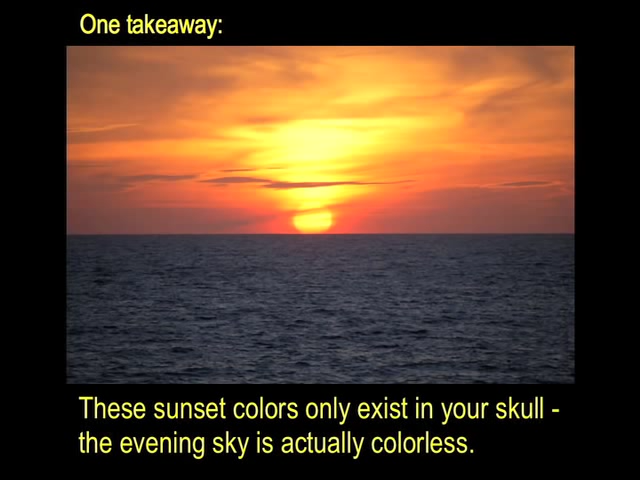 One takeaway:
These sunset colors only exist in your skull -
the evening sky is actually colorless.